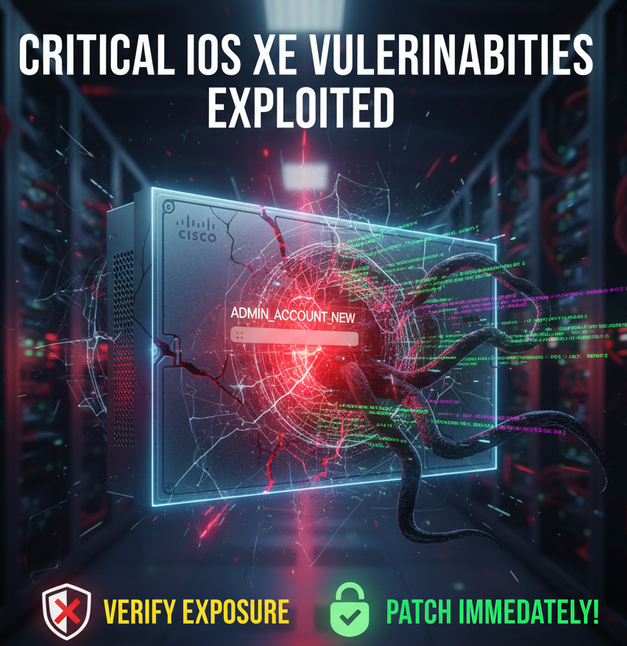 CRITICAL IOS XE VULERINABITIES
EXPLOITED
CISCO
ADMIN_ACCOUNT_NEW
VERIFY EXPOSURE
PATCH IMMEDATELY!